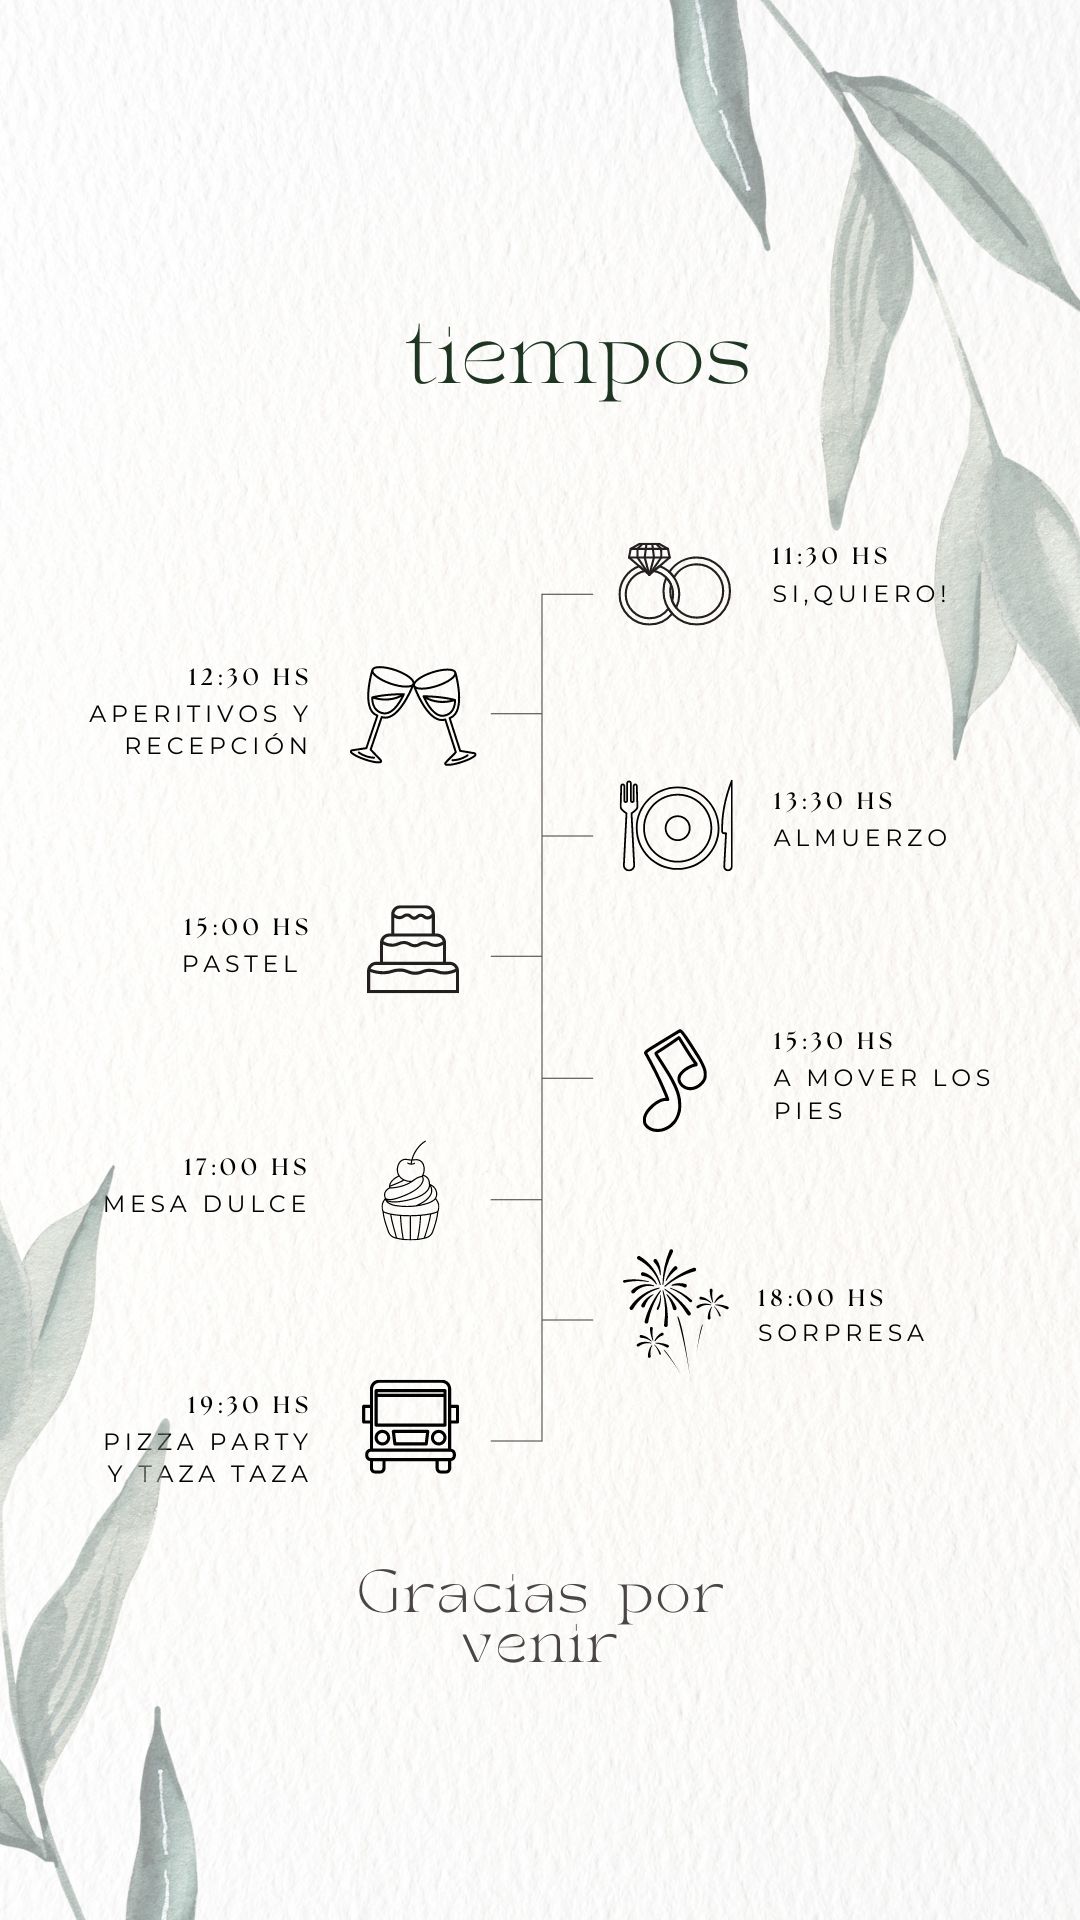 tiempos
11:30 HS
SI,QUIERO!
12:30 HS
APERITIVOS Y
RECEPCIÓN
13:30 HS
ALMUERZO
15:00 HS
PASTEL
15:30 HS
A MOVER LOS
PIES
17:00 HS
MESA DULCE
18:00 HS
SORPRESA
19:30 HS
PIZZA PARTY
Y TAZA TAZA
Gracias por
venir